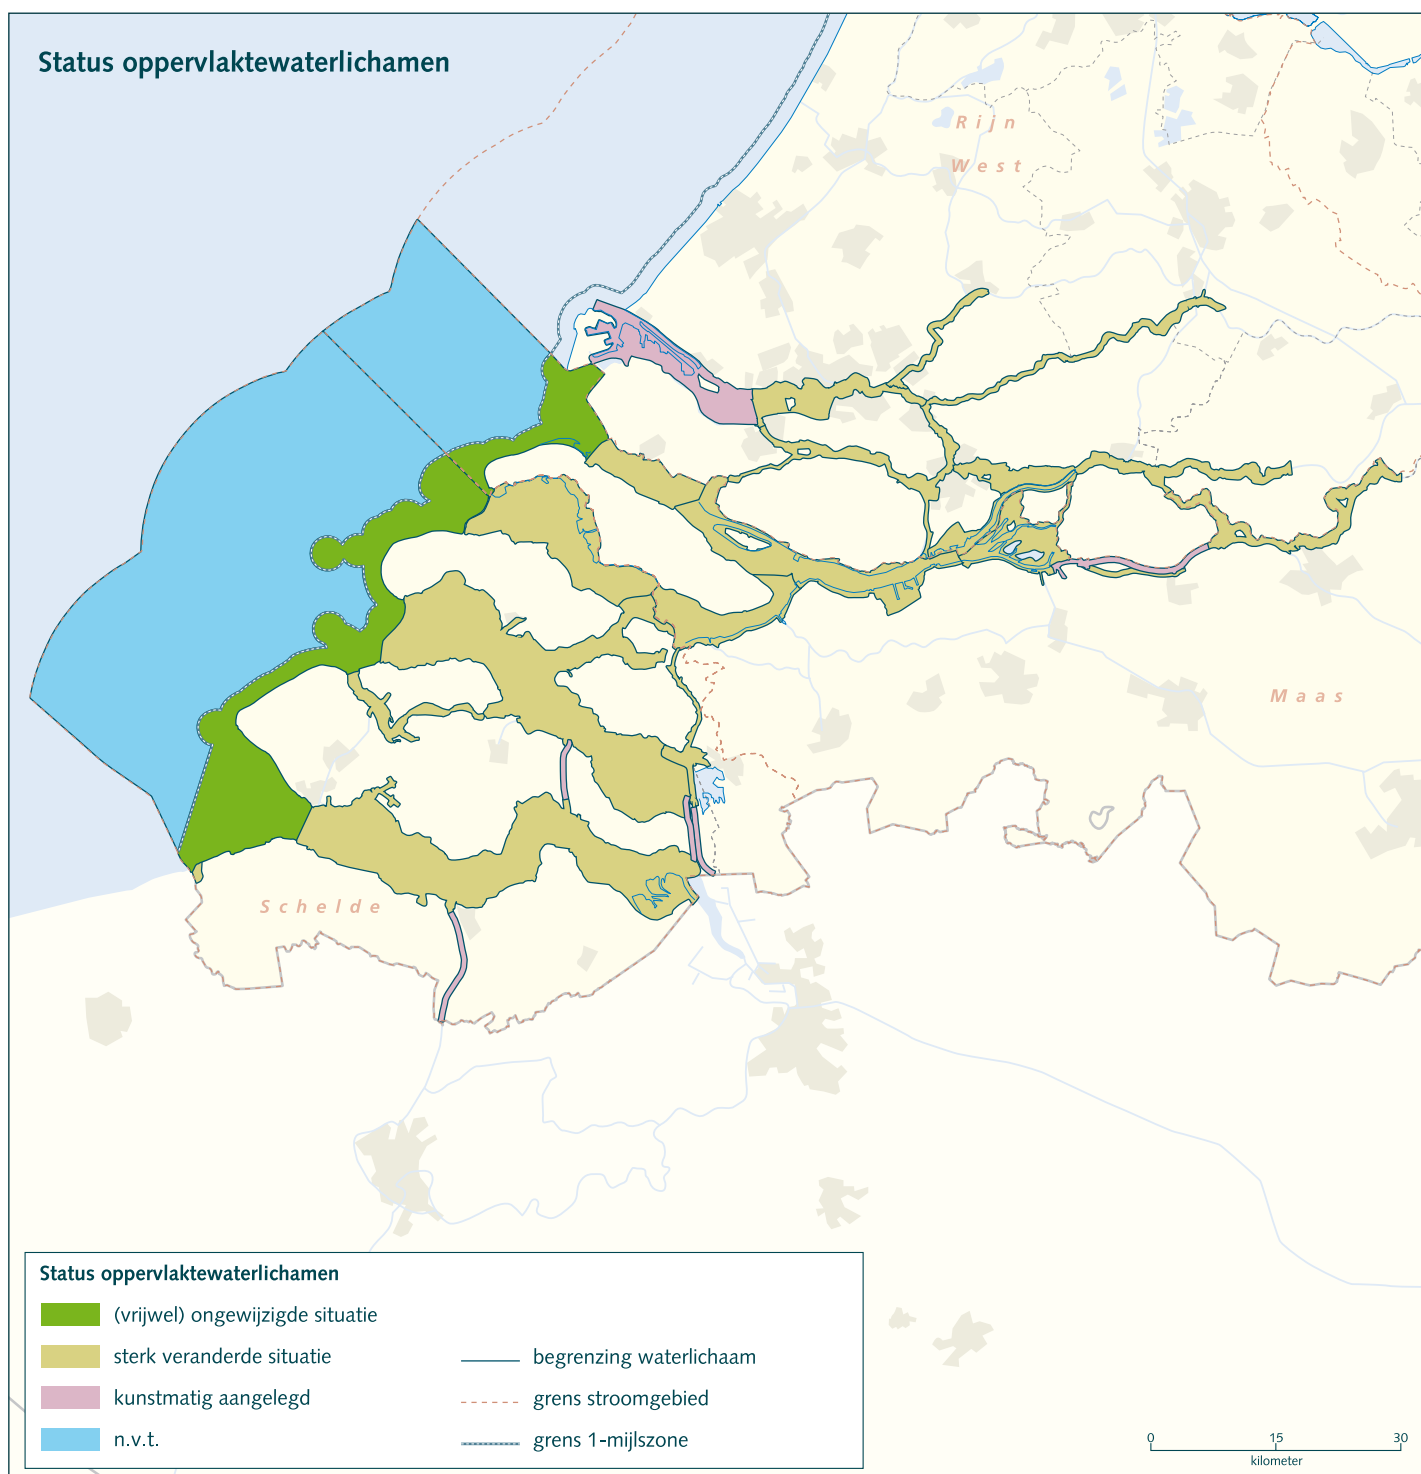 Status oppervlaktewaterlichamen
Rijn
West
Maas
Schelde
Status oppervlaktewaterlichamen
(vrijwel) ongewijzigde situatie
sterk veranderde situatie
kunstmatig aangelegd
n.v.t.
begrenzing waterlichaam
grens stroomgebied
grens 1-mijlszone
0 15 30
kilometer